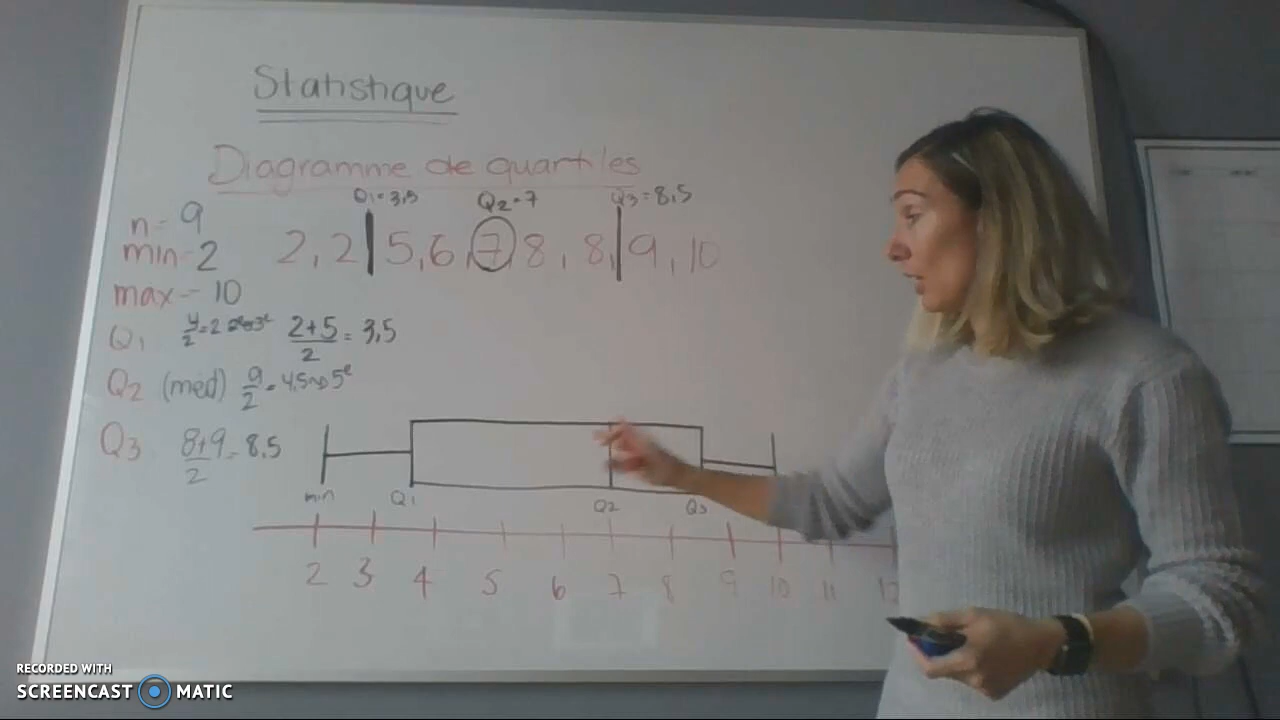 Statistique
Diagramme de quartiles
Q1=3,5 Q2=7 Q3=8,5
n=9
min=2
max=10
2, 2 | 5, 6, 7, 8, 8, | 9, 10
Q1 4/2=2 2e 3e 2+5/2=3,5
Q2 (med) 9/2=4,5→5e
Q3 8+9/2=8.5
min Q1 Q2 Q3
2 3 4 5 6 7 8 9 10 11 12
RECORDED WITH
SCREENCAST MATIC